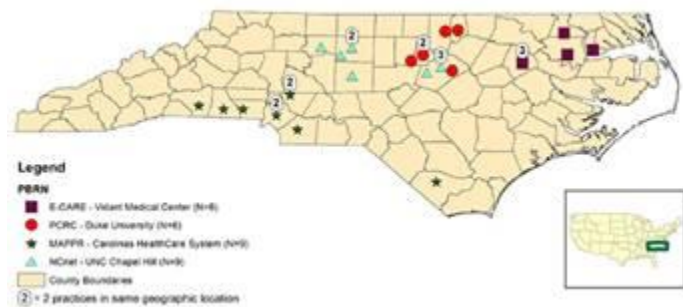 2
2
3
3
2
2
Legend
PBRN
E-CARE - Vidant Medical Center (N=6)
PCRC - Duke University (N=6)
MAPPR - Carolinas HealthCare System (N=9)
NCnet - UNC Chapel Hill (N=9)
County Boundaries
2 = 2 practices in same geographic location